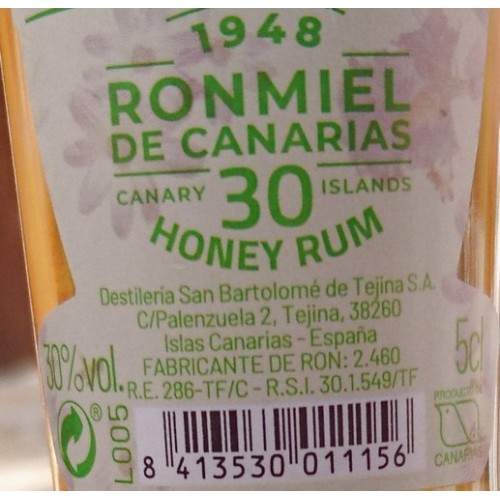 1948
RONMIEL
DE CANARIAS
CANARY 30 ISLANDS
HONEY RUM
Destilería San Bartolomé de Tejina S.A.
C/Palenzuela 2, Tejina, 38260
Islas Canarias - España
FABRICANTE DE RON: 2.460
R.E. 286-TF/C - R.S.I. 30.1.549/TF
30%vol.
5cl
®
L005
8 413530 011156
CANARIAS